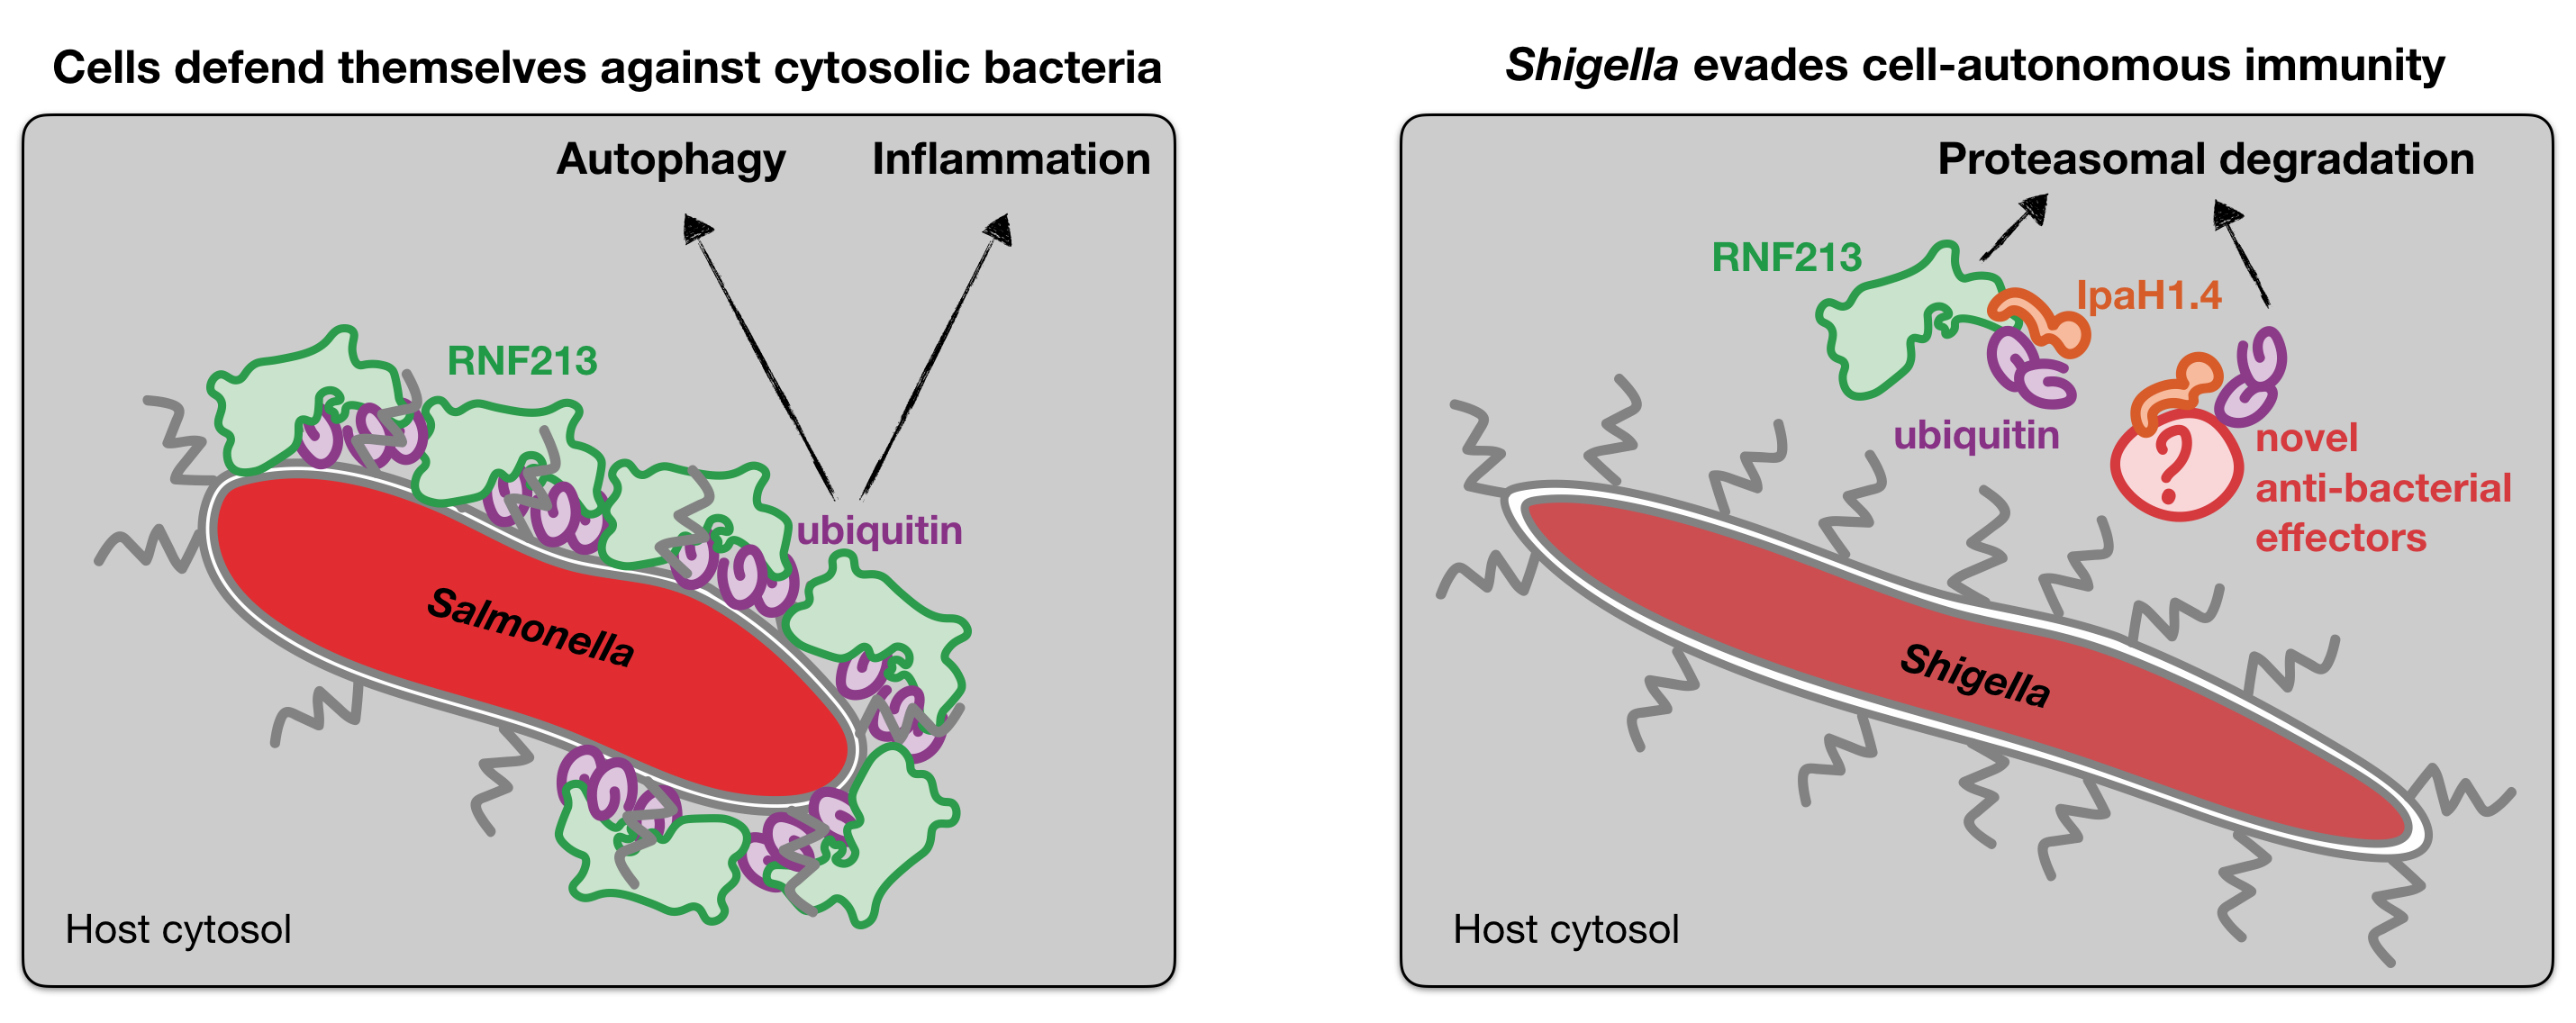 Cells defend themselves against cytosolic bacteria
Autophagy
Inflammation
RNF213
ubiquitin
Salmonella
Host cytosol
Shigella evades cell-autonomous immunity
Proteasomal degradation
RNF213
IpaH1.4
ubiquitin
?
novel
anti-bacterial
effectors
Shigella
Host cytosol